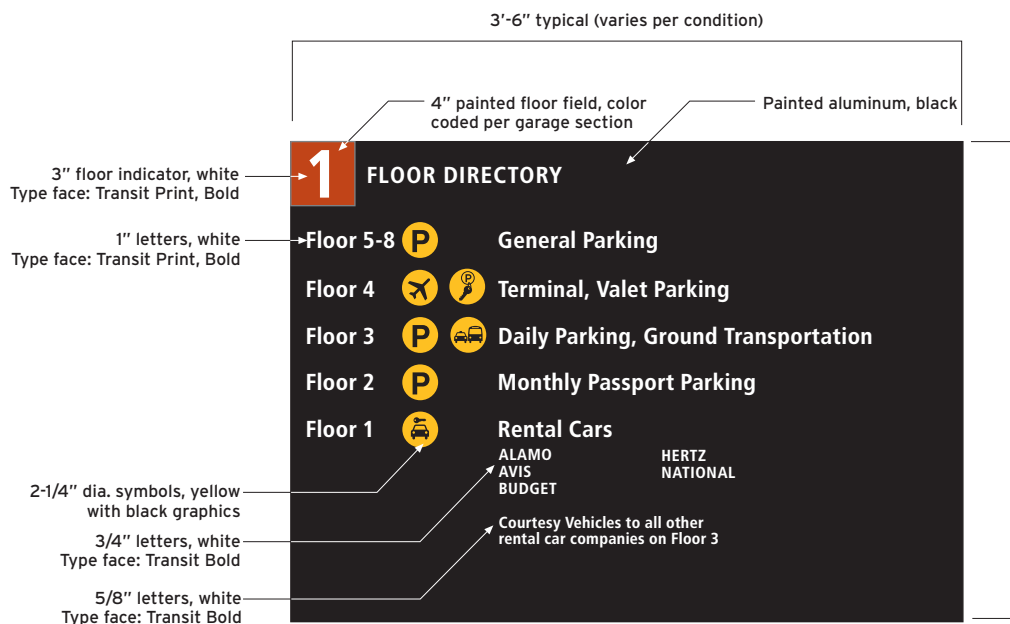 3'-6" typical (varies per condition)
4" painted floor field, color
coded per garage section
Painted aluminum, black
3" floor indicator, white
Type face: Transit Print, Bold
1 FLOOR DIRECTORY
1" letters, white
Type face: Transit Print, Bold
Floor 5-8 P General Parking
Floor 4 P Terminal, Valet Parking
Floor 3 P Daily Parking, Ground Transportation
Floor 2 P Monthly Passport Parking
Floor 1 Rental Cars
ALAMO HERTZ
AVIS NATIONAL
BUDGET
2-1/4" dia. symbols, yellow
with black graphics
Courtesy Vehicles to all other
rental car companies on Floor 3
3/4" letters, white
Type face: Transit Bold
5/8" letters, white
Type face: Transit Bold